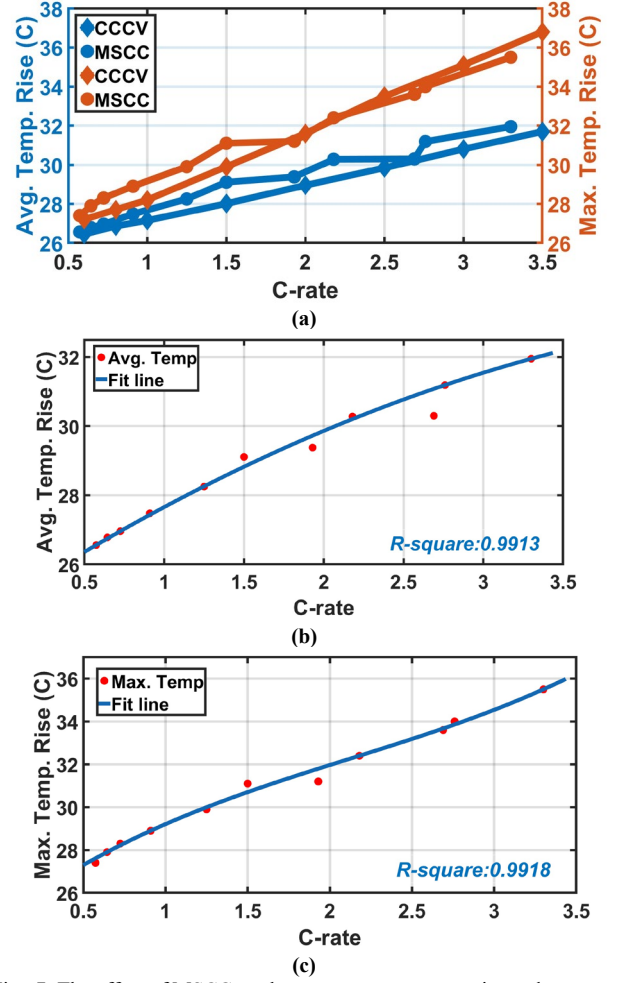 38
36
34
32
30
28
26
Avg. Temp. Rise (C)
CCCV
MSCC
CCCV
MSCC
38
36
34
32
30
28
26
Max. Temp. Rise (C)
0.5 1 1.5 2 2.5 3 3.5
C-rate
(a)
32
30
28
26
Avg. Temp. Rise (C)
Avg. Temp
Fit line
R-square:0.9913
0.5 1 1.5 2 2.5 3 3.5
C-rate
(b)
36
34
32
30
28
26
Max. Temp. Rise (C)
Max. Temp
Fit line
R-square:0.9918
0.5 1 1.5 2 2.5 3 3.5
C-rate
(c)